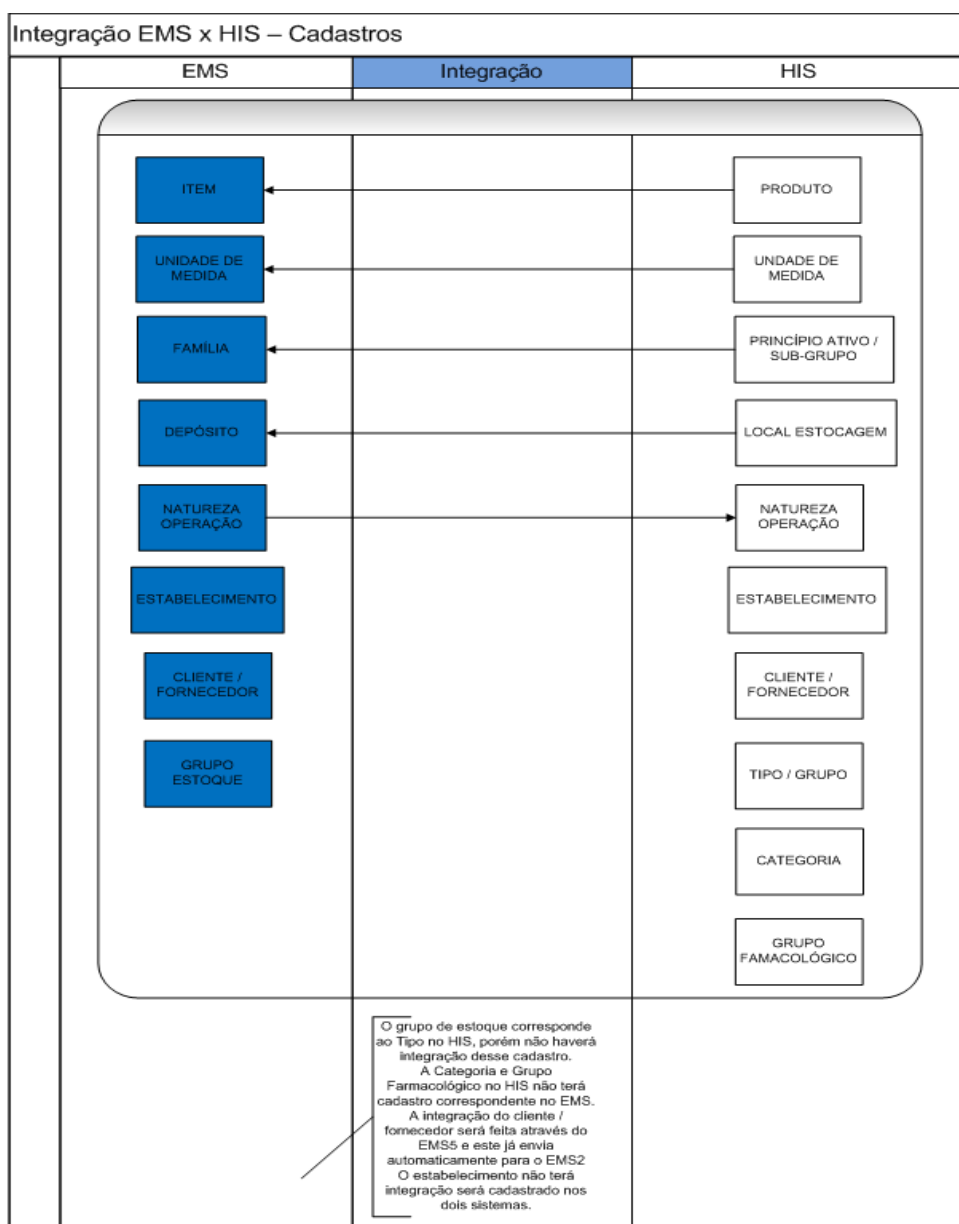 Integração EMS x HIS – Cadastros
EMS
Integração
HIS
ITEM
PRODUTO
UNIDADE DE
MEDIDA
UNDADE DE
MEDIDA
FAMÍLIA
PRINCÍPIO ATIVO /
SUB-GRUPO
DEPÓSITO
LOCAL ESTOCAGEM
NATUREZA
OPERAÇÃO
NATUREZA
OPERAÇÃO
ESTABELECIMENTO
ESTABELECIMENTO
CLIENTE /
FORNECEDOR
CLIENTE /
FORNECEDOR
GRUPO
ESTOQUE
TIPO / GRUPO
CATEGORIA
GRUPO
FAMACOLÓGICO
O grupo de estoque corresponde
ao Tipo no HIS, porém não haverá
integração desse cadastro.
A Categoria e Grupo
Farmacológico no HIS não terá
cadastro correspondente no EMS.
A integração do cliente /
fornecedor será feita através do
EMS5 e este já envia
automaticamente para o EMS2
O estabelecimento não terá
integração será cadastrado nos
dois sistemas.